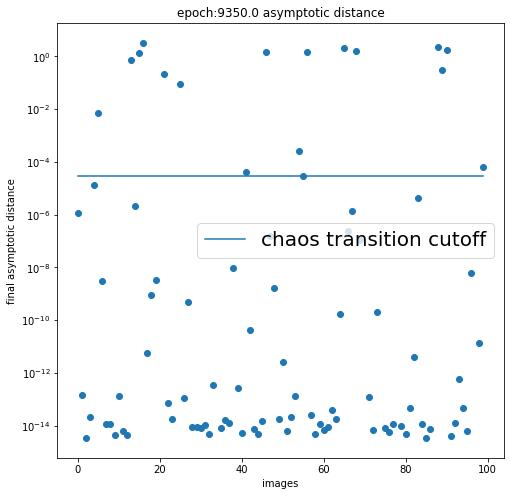 epoch:9350.0 asymptotic distance
final asymptotic distance
10^0
10^-2
10^-4
10^-6
10^-8
10^-10
10^-12
10^-14
chaos transition cutoff
0 20 40 60 80 100
images